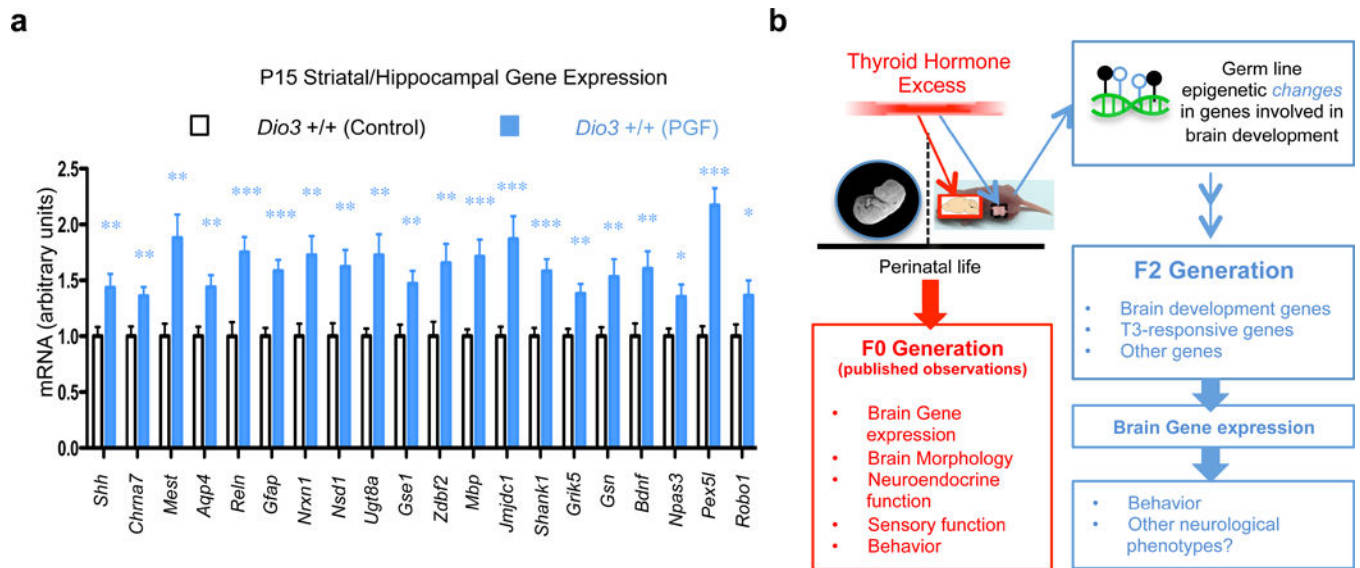 a
P15 Striatal/Hippocampal Gene Expression
Dio3 +/+ (Control)
Dio3 +/+ (PGF)
mRNA (arbitrary units)
2.5
2.0
1.5
1.0
0.5
0.0
** ** ** ** *** *** ** ** ** ** ** *** *** *** ** ** ** * *** *
Shh
Chrna7
Mest
Aqp4
Reln
Gfap
Nrxn1
Nsd1
Ugt8a
Gse1
Zdbf2
Mbp
Jmjdc1
Shank1
Grik5
Gsn
Bdnf
Npas3
Pex5l
Robo1
b
Thyroid Hormone
Excess
Perinatal life
F0 Generation
(published observations)
• Brain Gene
expression
• Brain Morphology
• Neuroendocrine
function
• Sensory function
• Behavior
Germ line
epigenetic changes
in genes involved in
brain development
F2 Generation
• Brain development genes
• T3-responsive genes
• Other genes
Brain Gene expression
• Behavior
• Other neurological
phenotypes?